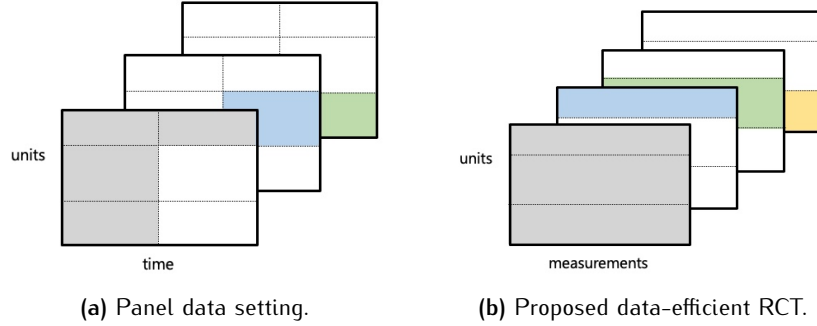 units
time
(a) Panel data setting.
units
measurements
(b) Proposed data-efficient RCT.